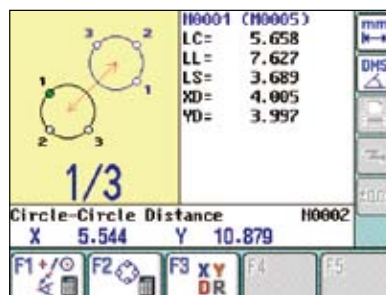 3 2
1 1
2 3
1/3
N0001 (M0005)
LC= 5.658
LL= 7.627
LS= 3.689
XD= 4.005
YD= 3.997
mm
DMS
Circle-Circle Distance N0002
X 5.544 Y 10.879
F1 +/
F2
F3 XY
DR
F4
F5